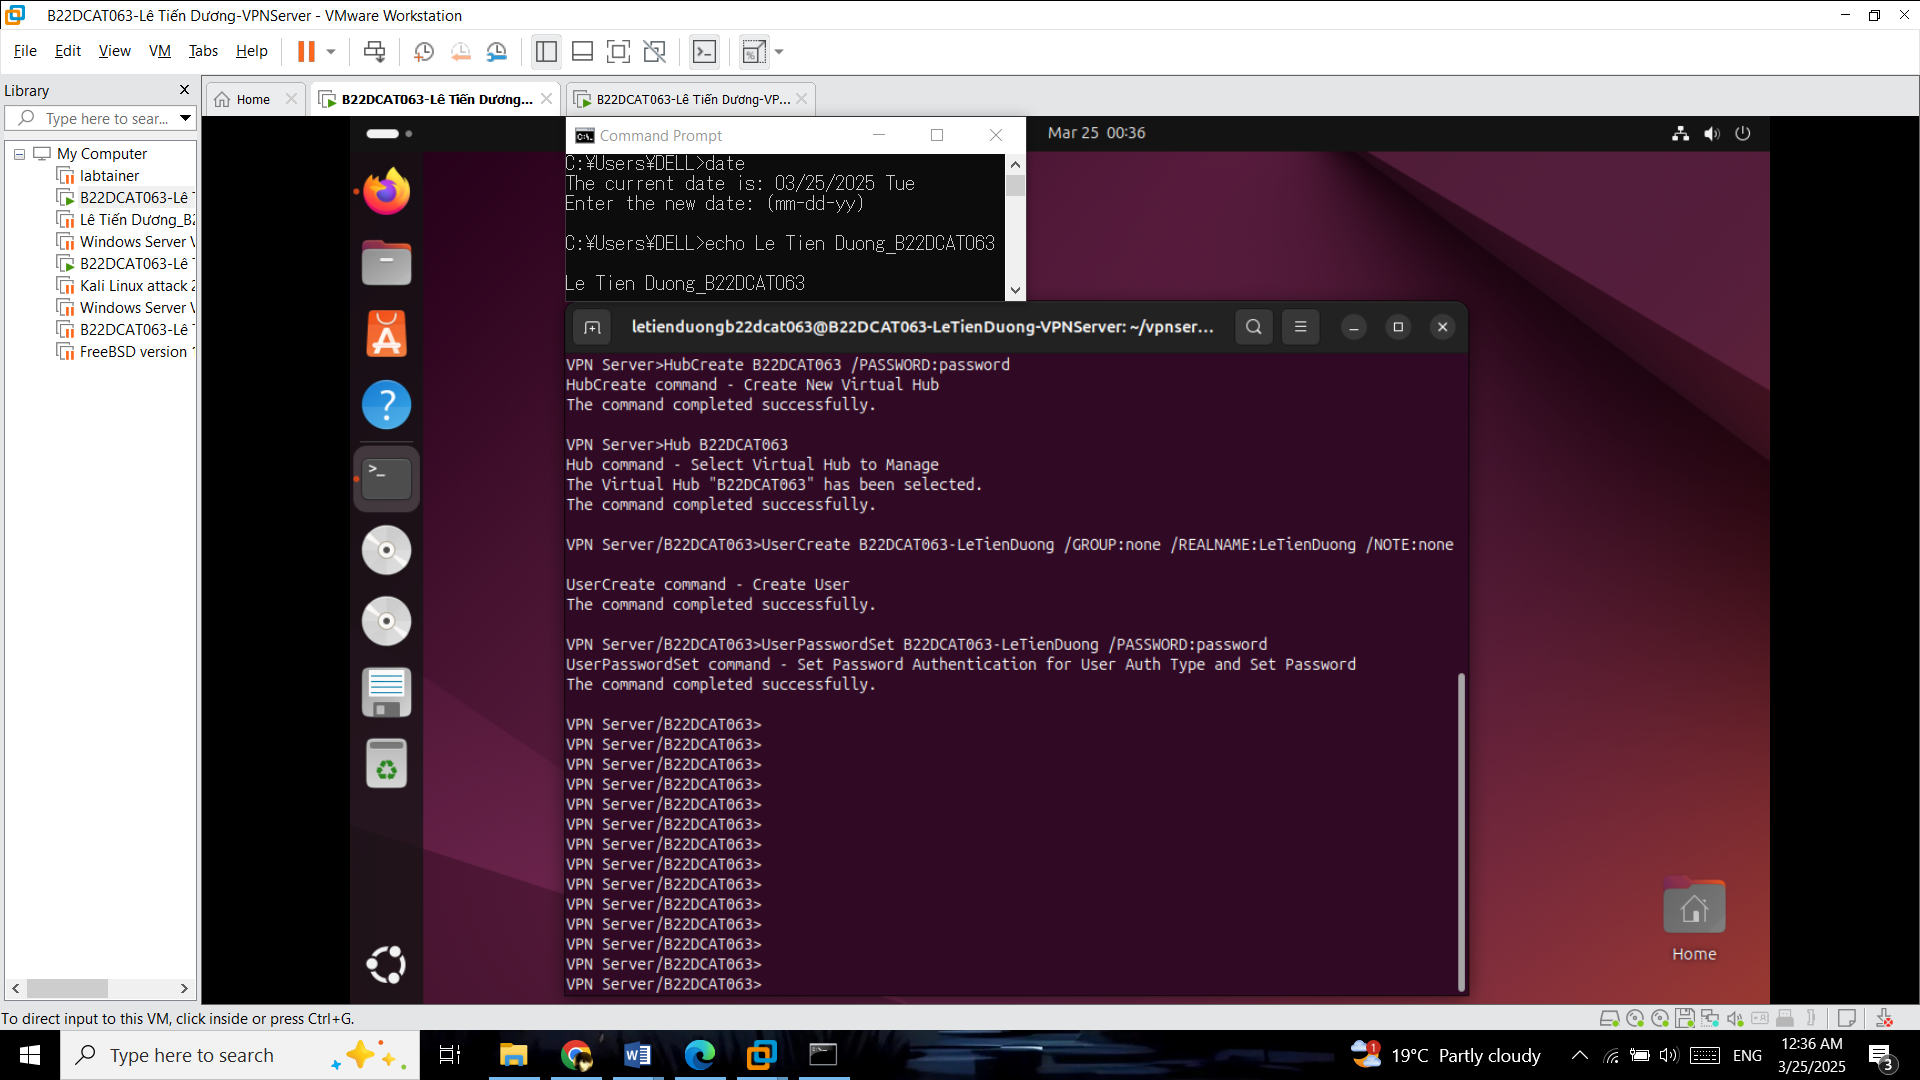 B22DCAT063-Lê Tiến Dương-VPNServer - VMware Workstation
File Edit View VM Tabs Help
Library
Type here to sear...
My Computer
labtainer
B22DCAT063-Lê T
Lê Tiến Dương_B2
Windows Server V
B22DCAT063-Lê T
Kali Linux attack 2
Windows Server V
B22DCAT063-Lê T
FreeBSD version 1
Home
B22DCAT063-Lê Tiến Dương...
B22DCAT063-Lê Tiến Dương-VP...
Mar 25 00:36
Command Prompt
C:¥Users¥DELL>date
The current date is: 03/25/2025 Tue
Enter the new date: (mm-dd-yy)
C:¥Users¥DELL>echo Le Tien Duong_B22DCAT063
Le Tien Duong_B22DCAT063
letienduongb22dcat063@B22DCAT063-LeTienDuong-VPNServer: ~/vpnser...
VPN Server>HubCreate B22DCAT063 /PASSWORD:password
HubCreate command - Create New Virtual Hub
The command completed successfully.
VPN Server>Hub B22DCAT063
Hub command - Select Virtual Hub to Manage
The Virtual Hub "B22DCAT063" has been selected.
The command completed successfully.
VPN Server/B22DCAT063>UserCreate B22DCAT063-LeTienDuong /GROUP:none /REALNAME:LeTienDuong /NOTE:none
UserCreate command - Create User
The command completed successfully.
VPN Server/B22DCAT063>UserPasswordSet B22DCAT063-LeTienDuong /PASSWORD:password
UserPasswordSet command - Set Password Authentication for User Auth Type and Set Password
The command completed successfully.
VPN Server/B22DCAT063>
VPN Server/B22DCAT063>
VPN Server/B22DCAT063>
VPN Server/B22DCAT063>
VPN Server/B22DCAT063>
VPN Server/B22DCAT063>
VPN Server/B22DCAT063>
VPN Server/B22DCAT063>
VPN Server/B22DCAT063>
VPN Server/B22DCAT063>
VPN Server/B22DCAT063>
VPN Server/B22DCAT063>
VPN Server/B22DCAT063>
VPN Server/B22DCAT063>
Home
To direct input to this VM, click inside or press Ctrl+G.
Type here to search
1
19°C Partly cloudy
ENG
12:36 AM
3/25/2025
3